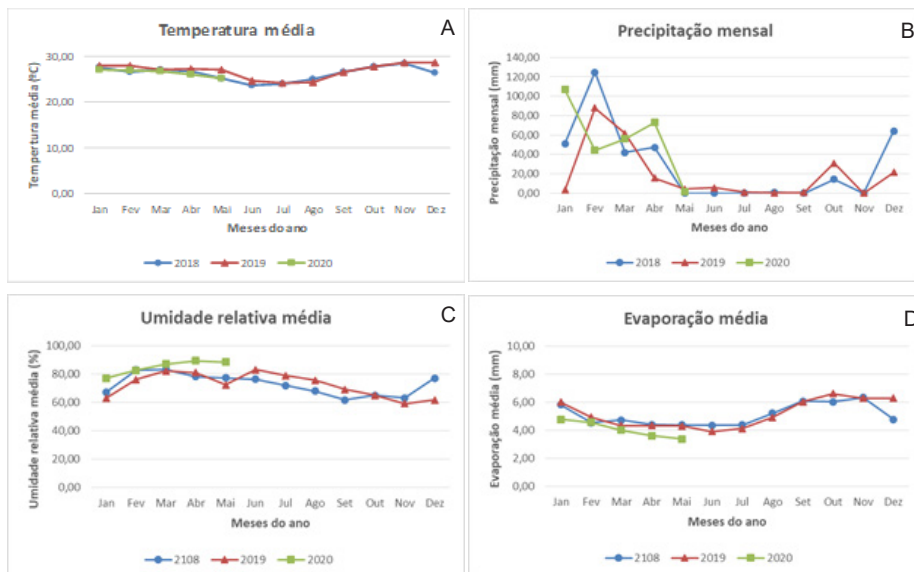 Temperatura média
A
Tempertura média (ºC)
30,00
20,00
10,00
0,00
Jan Fev Mar Abr Mai Jun Jul Ago Set Out Nov Dez
Meses do ano
2018 2019 2020
Precipitação mensal
B
Precipitação mensal (mm)
140,00
120,00
100,00
80,00
60,00
40,00
20,00
0,00
Jan Fev Mar Abr Mai Jun Jul Ago Set Out Nov Dez
Meses do ano
2018 2019 2020
Umidade relativa média
C
Umidade relativa média (%)
100,00
80,00
60,00
40,00
20,00
0,00
Jan Fev Mar Abr Mai Jun Jul Ago Set Out Nov Dez
Meses do ano
2108 2019 2020
Evaporação média
D
Evaporação média (mm)
10,00
8,00
6,00
4,00
2,00
0,00
Jan Fev Mar Abr Mai Jun Jul Ago Set Out Nov Dez
Meses do ano
2108 2019 2020